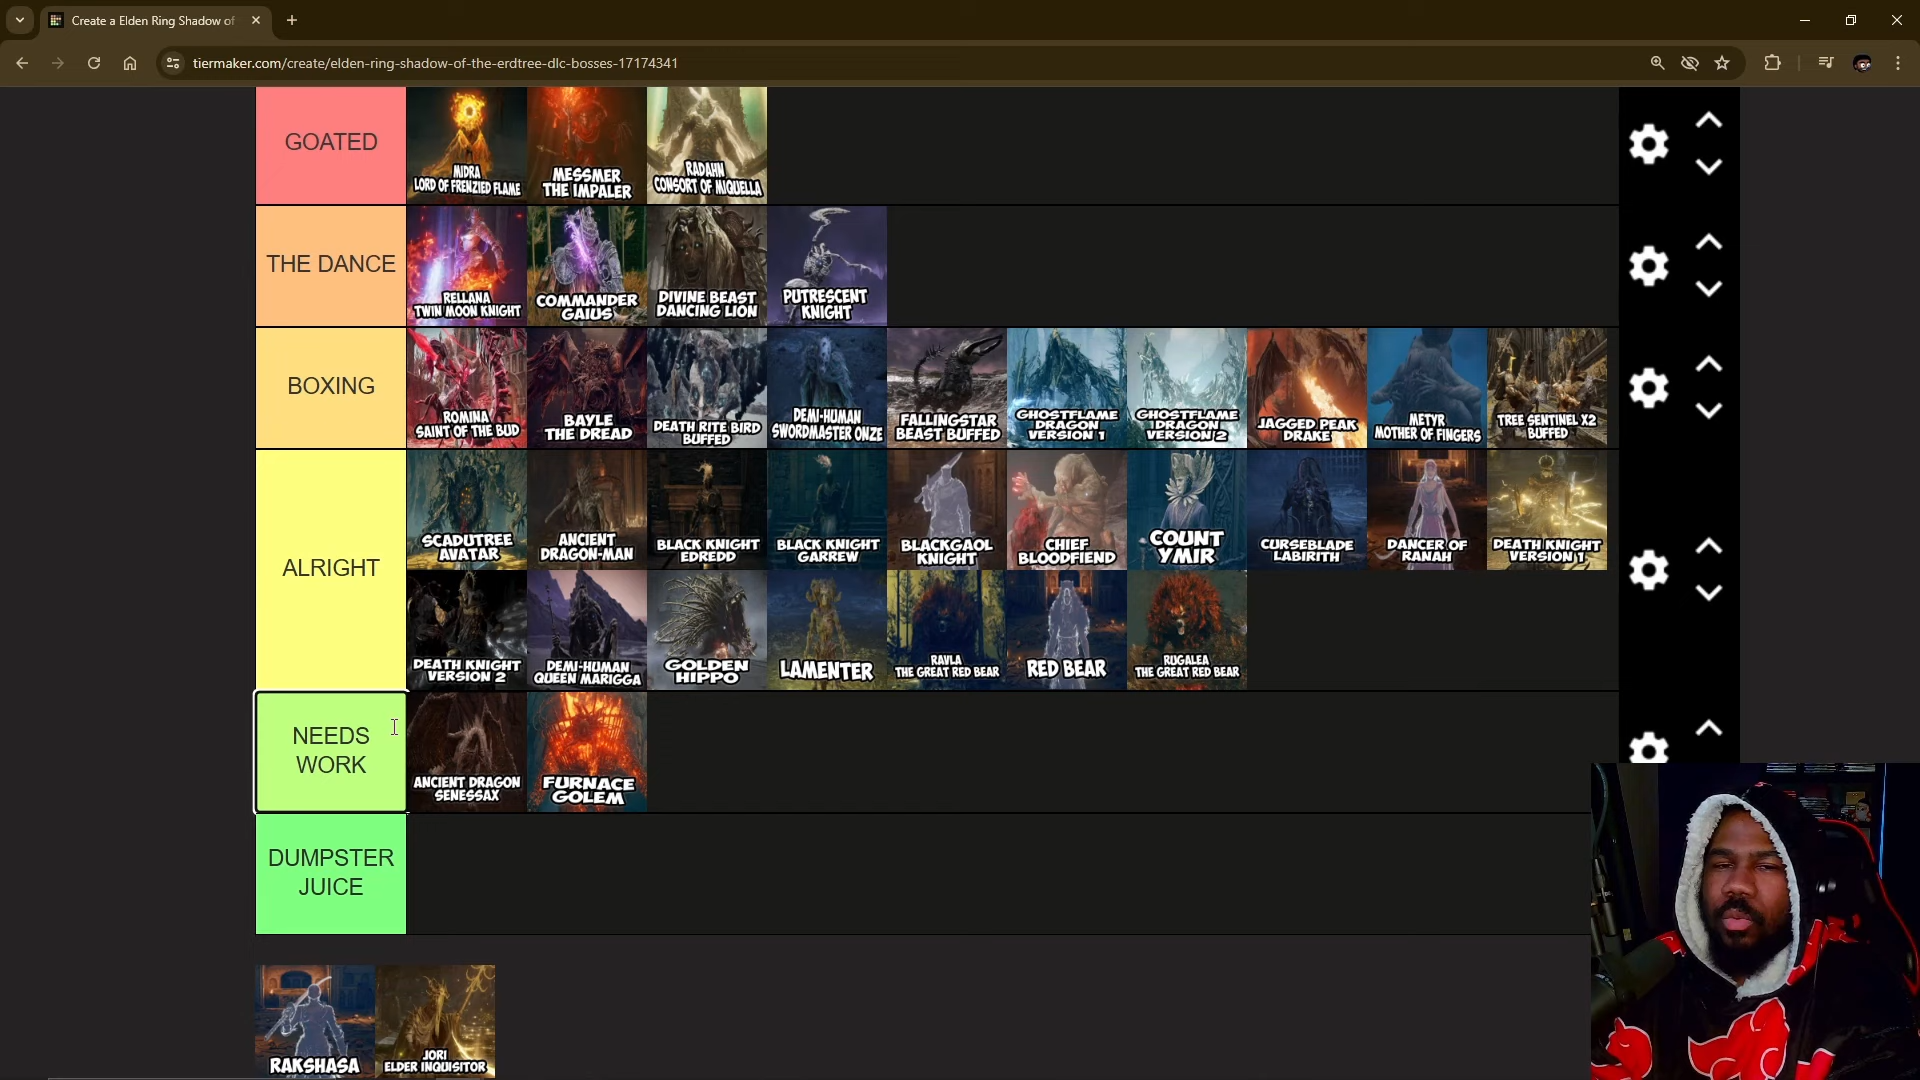 Create a Elden Ring Shadow of
tiermaker.com/create/elden-ring-shadow-of-the-erdtree-dlc-bosses-17174341
GOATED
MIDRA
LORD OF FRENZIED FLAME
MESSMER
THE IMPALER
RADAHN
CONSORT OF MIQUELLA
THE DANCE
RELLANA
TWIN MOON KNIGHT
COMMANDER
GAIUS
DIVINE BEAST
DANCING LION
PUTRESCENT
KNIGHT
BOXING
ROMINA
SAINT OF THE BUD
BAYLE
THE DREAD
DEATH RITE BIRD
BUFFED
DEMI-HUMAN
SWORDMASTER ONZE
FALLINGSTAR
BEAST BUFFED
GHOSTFLAME
DRAGON
VERSION 1
GHOSTFLAME
DRAGON
VERSION 2
JAGGED PEAK
DRAKE
METYR
MOTHER OF FINGERS
TREE SENTINEL X2
BUFFED
ALRIGHT
SCADUTREE
AVATAR
ANCIENT
DRAGON-MAN
BLACK KNIGHT
EDREDD
BLACK KNIGHT
GARREW
BLACKGAOL
KNIGHT
CHIEF
BLOODFIEND
COUNT
YMIR
CURSEBLADE
LABIRITH
DANCER OF
RANAH
DEATH KNIGHT
VERSION 1
DEATH KNIGHT
VERSION 2
DEMI-HUMAN
QUEEN MARIGGA
GOLDEN
HIPPO
LAMENTER
RAVLA
THE GREAT RED BEAR
RED BEAR
RUGALEA
THE GREAT RED BEAR
NEEDS
WORK
ANCIENT DRAGON
SENESSAX
FURNACE
GOLEM
DUMPSTER
JUICE
RAKSHASA
JORI
ELDER INQUISITOR